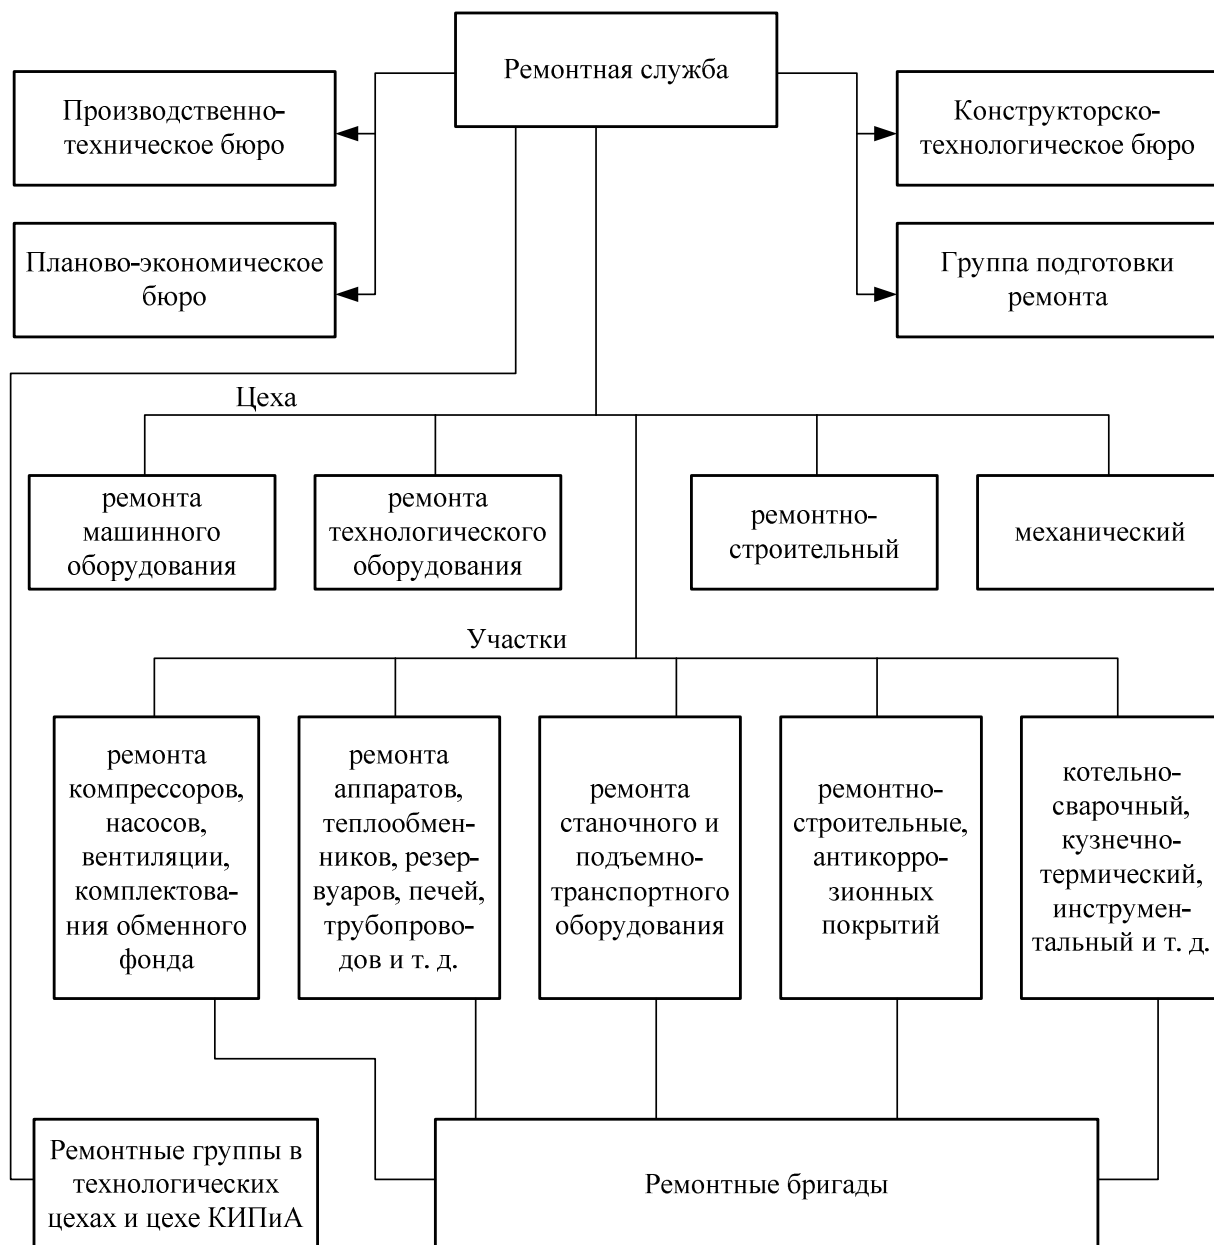 Ремонтная служба
Производственно-
техническое бюро
Конструкторско-
технологическое бюро
Планово-экономическое
бюро
Группа подготовки
ремонта
Цеха
ремонта
машинного
оборудования
ремонта
технологического
оборудования
ремонтно-
строительный
механический
Участки
ремонта
компрессоров,
насосов,
вентиляции,
комплектова-
ния обменного
фонда
ремонта
аппаратов,
теплообмен-
ников, резер-
вуаров, печей,
трубопрово-
дов и т. д.
ремонта
станочного и
подъемно-
транспортного
оборудования
ремонтно-
строительные,
антикорро-
зионных
покрытий
котельно-
сварочный,
кузнечно-
термический,
инструмен-
тальный и т. д.
Ремонтные группы в
технологических
цехах и цехе КИПиА
Ремонтные бригады